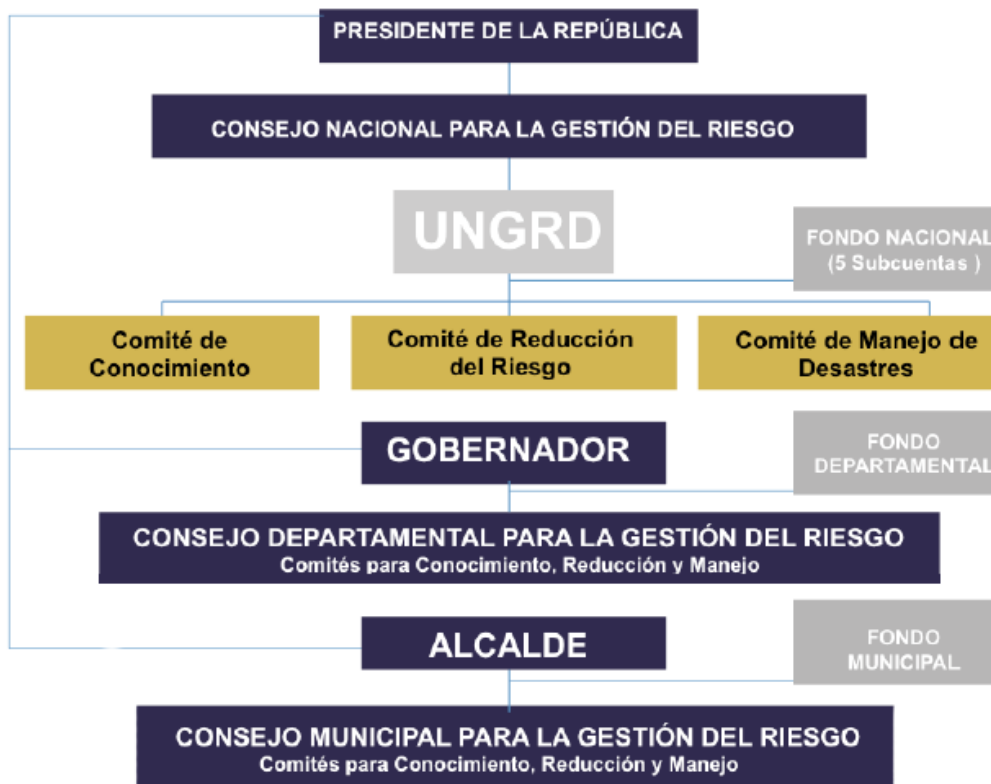 PRESIDENTE DE LA REPÚBLICA
CONSEJO NACIONAL PARA LA GESTIÓN DEL RIESGO
UNGRD
FONDO NACIONAL
(5 Subcuentas )
Comité de
Conocimiento
Comité de Reducción
del Riesgo
Comité de Manejo de
Desastres
GOBERNADOR
FONDO
DEPARTAMENTAL
CONSEJO DEPARTAMENTAL PARA LA GESTIÓN DEL RIESGO
Comités para Conocimiento, Reducción y Manejo
ALCALDE
FONDO
MUNICIPAL
CONSEJO MUNICIPAL PARA LA GESTIÓN DEL RIESGO
Comités para Conocimiento, Reducción y Manejo